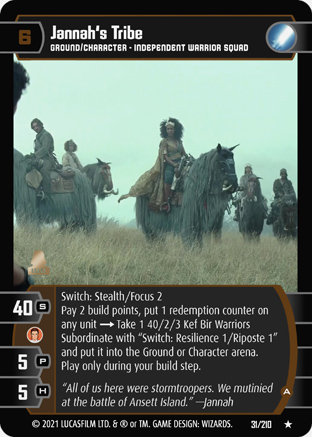 6
Jannah's Tribe
GROUND/CHARACTER - INDEPENDENT WARRIOR SQUAD
40 S
5 P
5 H
Switch: Stealth/Focus 2
Pay 2 build points, put 1 redemption counter on
any unit → Take 1 40/2/3 Kef Bir Warriors
Subordinate with “Switch: Resilience 1/Riposte 1”
and put it into the Ground or Character arena.
Play only during your build step.
“All of us here were stormtroopers. We mutinied
at the battle of Ansett Island.” —Jannah
A
© 2021 LUCASFILM LTD. & ® or TM. GAME DESIGN: WIZARDS. 31/210 ★